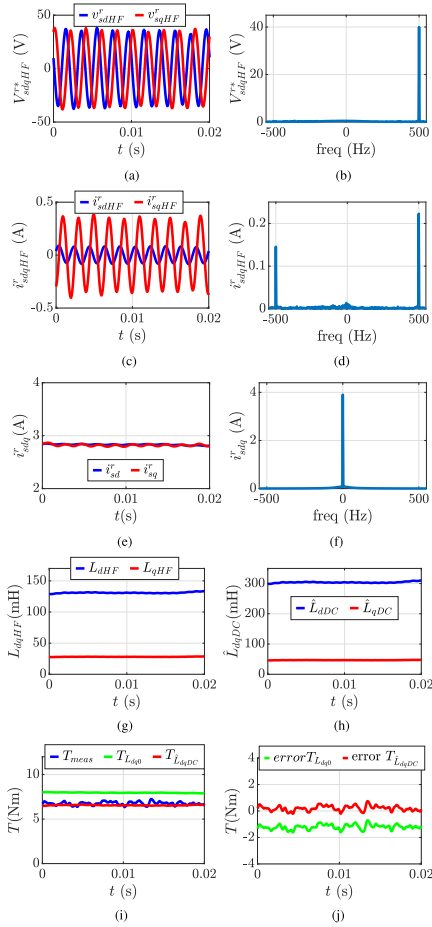 v^r_sdHF v^r_sqHF
V^r*_sdqHF (V)
50
0
-50
0 0.01 0.02
t (s)
(a)
V^r*_sdqHF (V)
40
20
0
-500 0 500
freq (Hz)
(b)
i^r_sdHF i^r_sqHF
i^r_sdqHF (A)
0.5
0
-0.5
0 0.01 0.02
t (s)
(c)
i^r_sdqHF (A)
0.2
0.1
0
-500 0 500
freq (Hz)
(d)
i^r_sdq (A)
4
3
2
i^r_sd i^r_sq
0 0.01 0.02
t(s)
(e)
i^r_sdq (A)
4
2
0
-500 0 500
freq (Hz)
(f)
L_dHF L_qHF
L_dqHF (mH)
150
100
50
0
0 0.01 0.02
t (s)
(g)
L̂_dqDC (mH)
300
200
100
0
L̂_dDC L̂_qDC
0 0.01 0.02
t (s)
(h)
T_meas T_L_dq0 T_L̂_dqDC
T(Nm)
10
5
0
0 0.01 0.02
t (s)
(i)
errorT_L_dq0 error T_L̂_dqDC
T(Nm)
4
2
0
-2
-4
0 0.01 0.02
t (s)
(j)